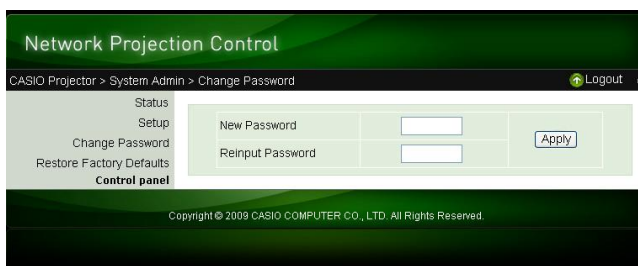 Network Projection Control
CASIO Projector > System Admin > Change Password
Logout
Status
Setup
Change Password
Restore Factory Defaults
Control panel
New Password
Reinput Password
Apply
Copyright © 2009 CASIO COMPUTER CO., LTD. All Rights Reserved.